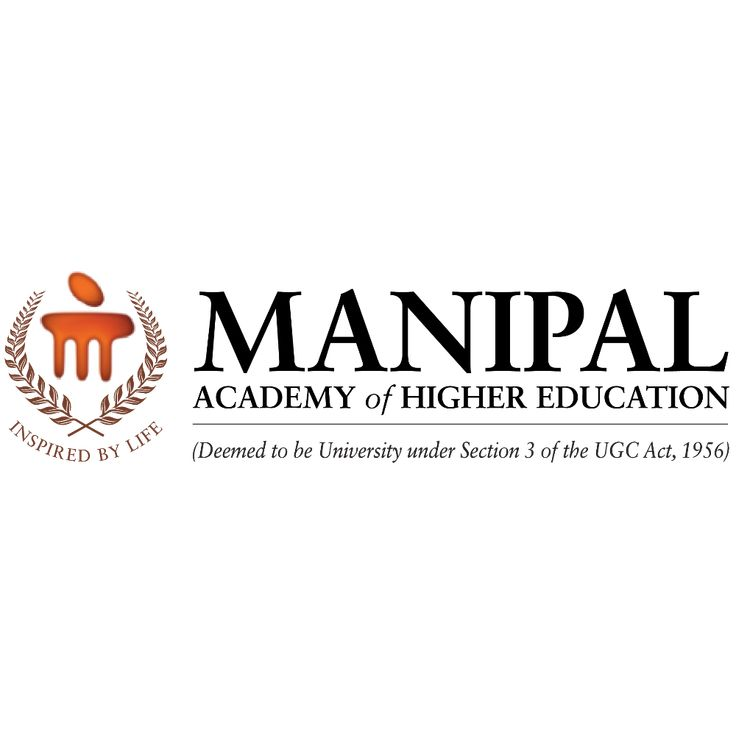 MANIPAL
ACADEMY of HIGHER EDUCATION
(Deemed to be University under Section 3 of the UGC Act, 1956)
INSPIRED BY LIFE